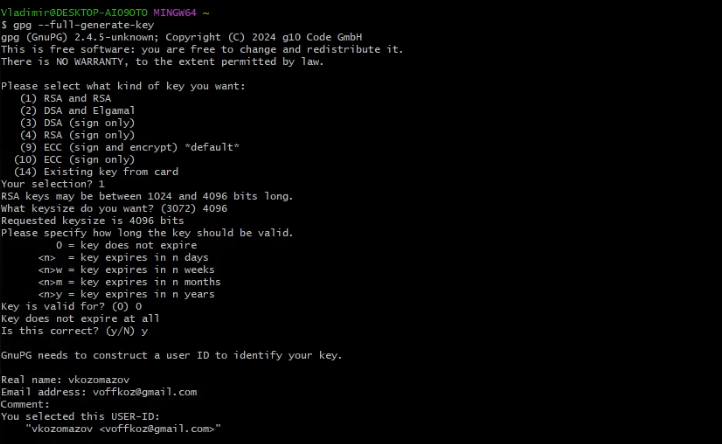 Vladimir@DESKTOP-AIO9OTO MINGW64 ~
$ gpg --full-generate-key
gpg (GnuPG) 2.4.5-unknown; Copyright (C) 2024 g10 Code GmbH
This is free software: you are free to change and redistribute it.
There is NO WARRANTY, to the extent permitted by law.

Please select what kind of key you want:
   (1) RSA and RSA
   (2) DSA and Elgamal
   (3) DSA (sign only)
   (4) RSA (sign only)
   (9) ECC (sign and encrypt) *default*
  (10) ECC (sign only)
  (14) Existing key from card
Your selection? 1
RSA keys may be between 1024 and 4096 bits long.
What keysize do you want? (3072) 4096
Requested keysize is 4096 bits
Please specify how long the key should be valid.
         0 = key does not expire
      <n>  = key expires in n days
      <n>w = key expires in n weeks
      <n>m = key expires in n months
      <n>y = key expires in n years
Key is valid for? (0) 0
Key does not expire at all
Is this correct? (y/N) y

GnuPG needs to construct a user ID to identify your key.

Real name: vkozomazov
Email address: voffkoz@gmail.com
Comment:
You selected this USER-ID:
    "vkozomazov <voffkoz@gmail.com>"